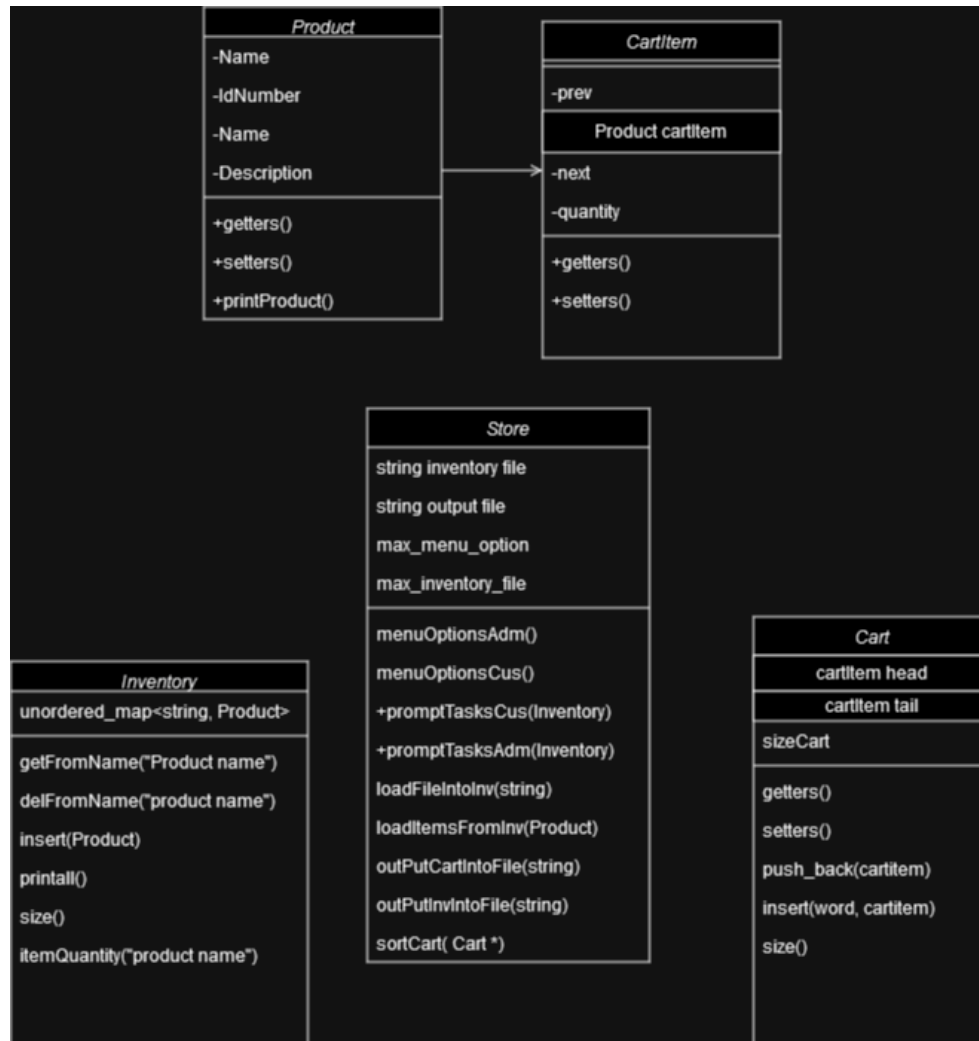 Product
-Name
-IdNumber
-Name
-Description
+getters()
+setters()
+printProduct()
CartItem
-prev
Product cartItem
-next
-quantity
+getters()
+setters()
Store
string inventory file
string output file
max_menu_option
max_inventory_file
menuOptionsAdm()
menuOptionsCus()
+promptTasksCus(Inventory)
+promptTasksAdm(Inventory)
loadFileIntoInv(string)
loadItemsFromInv(Product)
outPutCartIntoFile(string)
outPutInvIntoFile(string)
sortCart( Cart *)
Inventory
unordered_map<string, Product>
getFromName("Product name")
delFromName("product name")
insert(Product)
printall()
size()
itemQuantity("product name")
Cart
cartItem head
cartItem tail
sizeCart
getters()
setters()
push_back(cartitem)
insert(word, cartitem)
size()